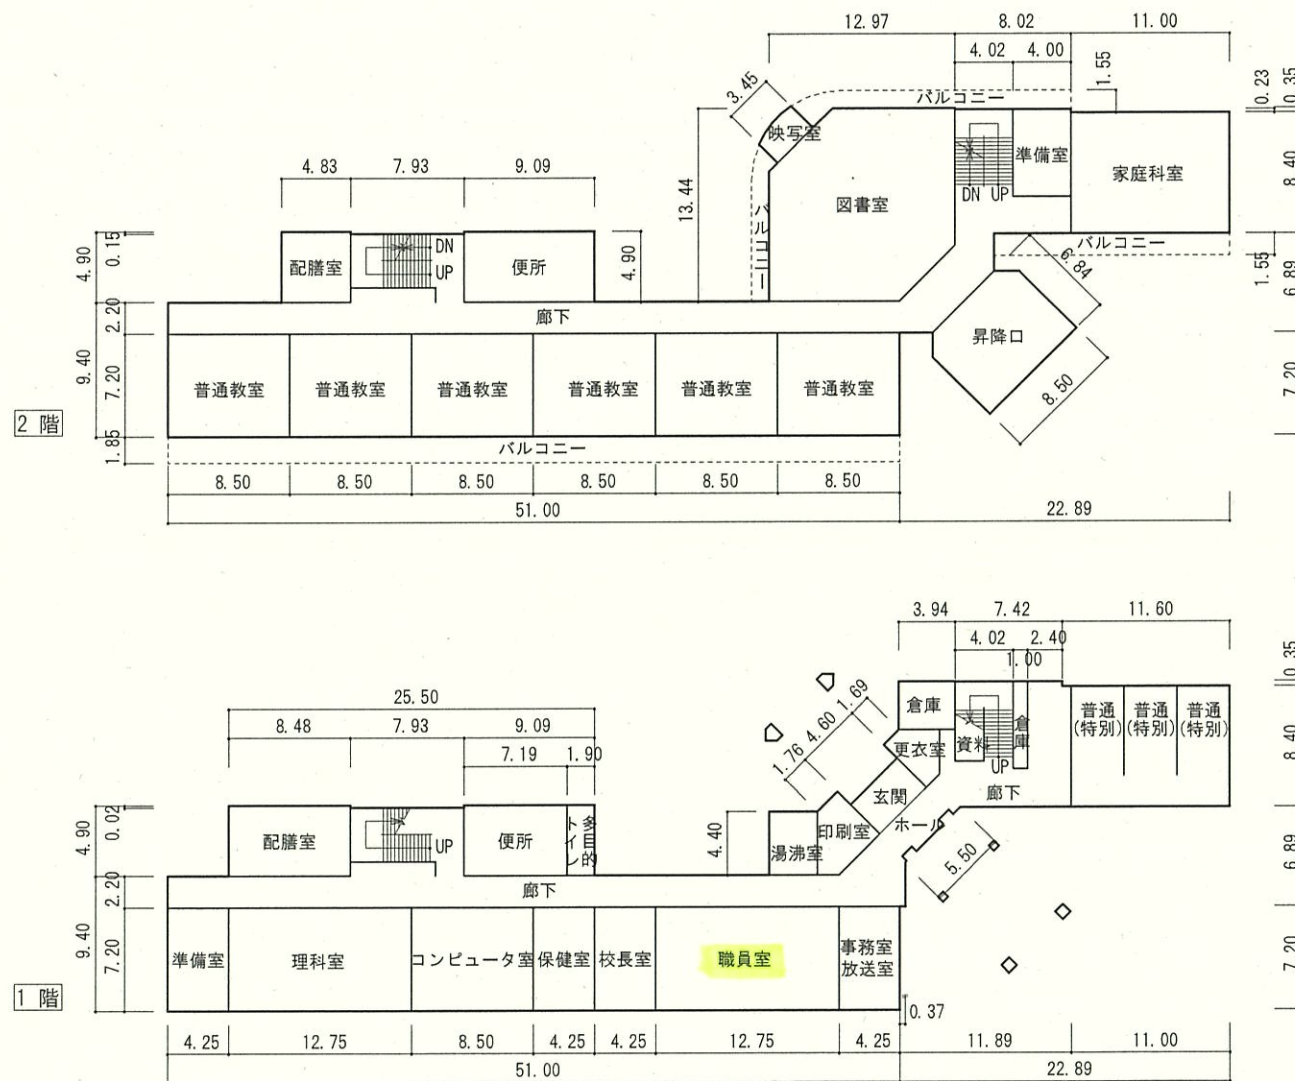 12.97 8.02 11.00
4.02 4.00
1.55
0.23
0.35
3.45
バルコニー
映写室
準備室
家庭科室
8.40
4.83 7.93 9.09
13.44
図書室
DN UP
バルコニー
バルコニー
4.90
0.15
配膳室
DN
UP
便所
4.90
6.84
1.55
6.89
2.20
廊下
昇降口
9.40
7.20
普通教室 普通教室 普通教室 普通教室 普通教室 普通教室
8.50
7.20
2 階
1.85
バルコニー
8.50 8.50 8.50 8.50 8.50 8.50
51.00 22.89
3.94 7.42 11.60
4.02 2.40
1.00
0.35
25.50
8.48 7.93 9.09
7.19 1.90
1.76 4.60 1.69
倉庫
更衣室
資料
倉庫
UP
普通
(特別)
普通
(特別)
普通
(特別)
8.40
4.90
0.02
配膳室
UP
便所
多目的
トイレ
4.40
湯沸室
印刷室
玄関
ホール
廊下
5.50
6.89
2.20
廊下
9.40
7.20
準備室 理科室 コンピュータ室 保健室 校長室 職員室 事務室
放送室
7.20
1 階
0.37
4.25 12.75 8.50 4.25 4.25 12.75 4.25 11.89 11.00
51.00 22.89